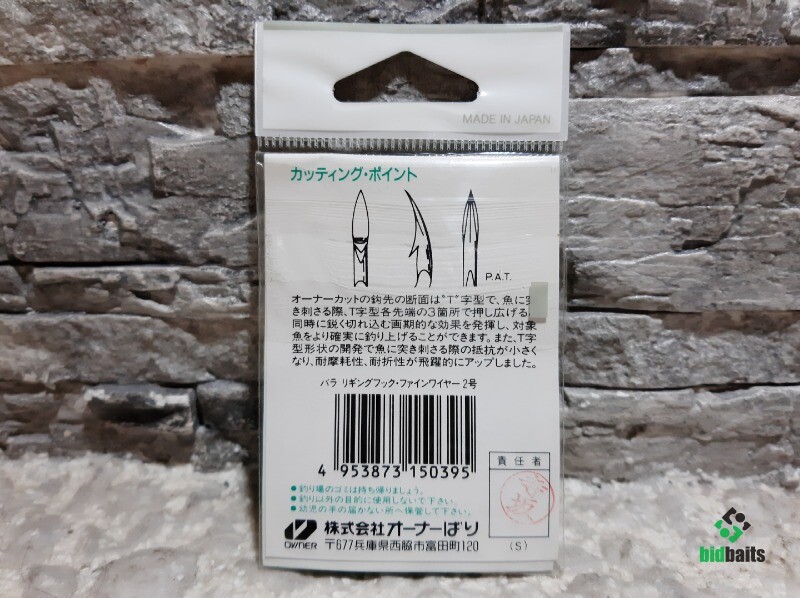 MADE IN JAPAN
カッティング・ポイント
P.A.T.
オーナーカットの鈎先の断面は"T"字型で、魚に突
き刺さる際、T字型各先端の3箇所で押し広げる
同時に鋭く切れ込む画期的な効果を発揮し、対象
魚をより確実に釣り上げることができます。また、T字
型形状の開発で魚に突き刺さる際の抵抗が小さく
なり、耐摩耗性、耐折性が飛躍的にアップしました。
バラ リギングフック・ファインワイヤー 2号
4 953873 150395
責任者
●釣り場のゴミは持ち帰りましょう。
●釣り以外の目的に使用しないで下さい。
●幼児の手の届かない所へ保管して下さい。
OWNER 株式会社オーナーばり
〒677兵庫県西脇市富田町120
(S)
bidbaits